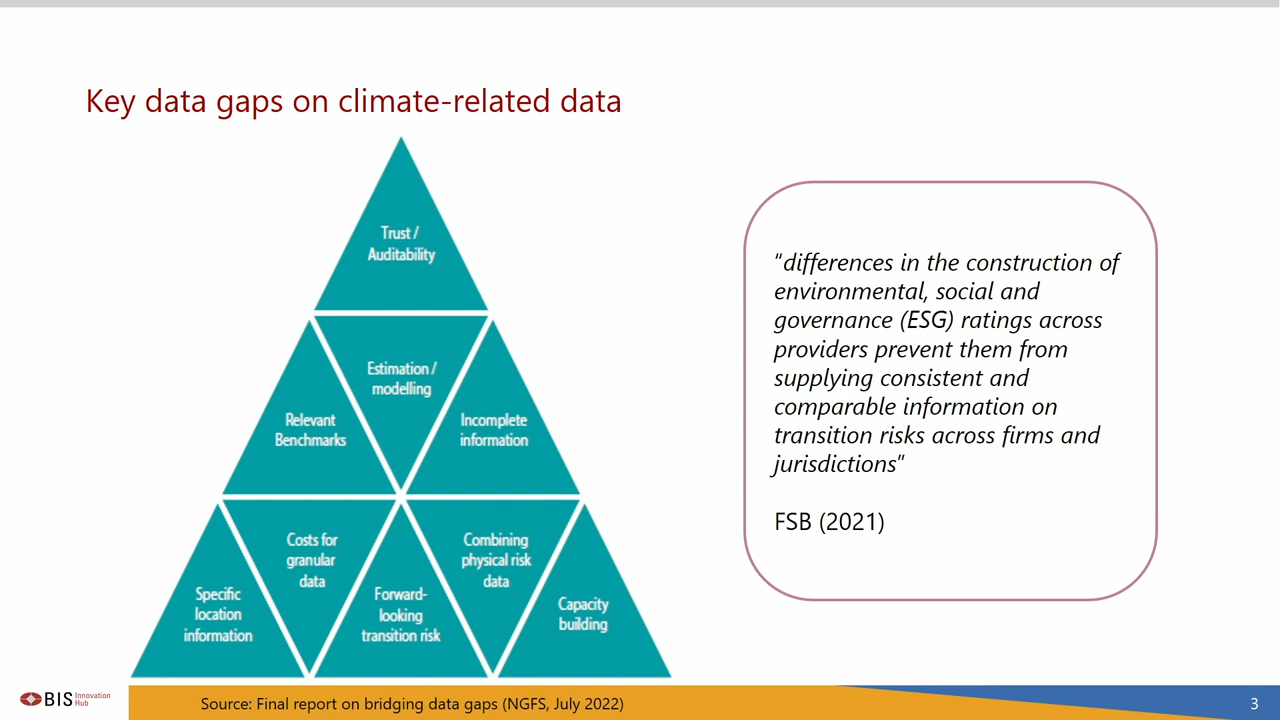 Key data gaps on climate-related data
Trust /
Auditability
Estimation /
modelling
Relevant
Benchmarks
Incomplete
information
Costs for
granular
data
Combining
physical risk
data
Specific
location
information
Forward-
looking
transition risk
Capacity
building
“differences in the construction of
environmental, social and
governance (ESG) ratings across
providers prevent them from
supplying consistent and
comparable information on
transition risks across firms and
jurisdictions”
FSB (2021)
BIS Innovation
Hub
Source: Final report on bridging data gaps (NGFS, July 2022)
3